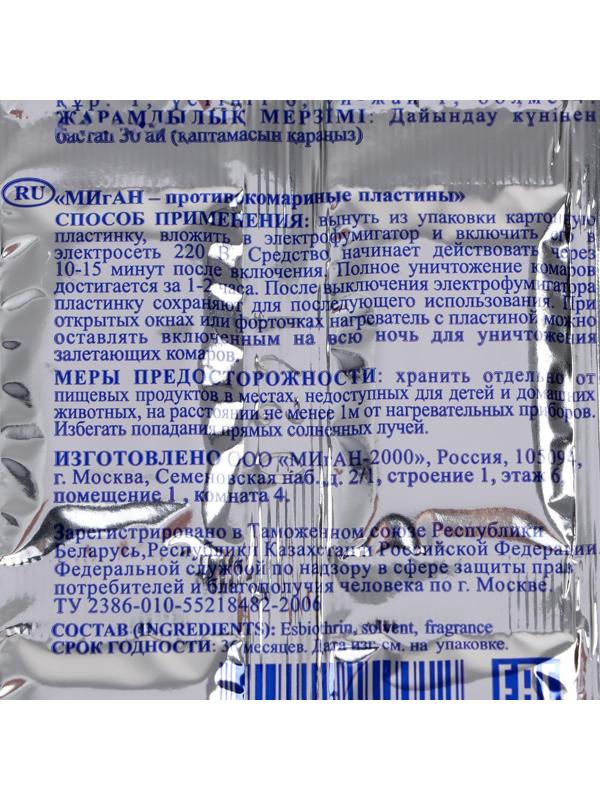 ЖАРАМДЫЛЫҚ МЕРЗІМІ: Дайындау күнінен
бастап 30 ай (қаптамасын қараңыз)
RU «МИгАН – противокомариные пластины»
СПОСОБ ПРИМЕНЕНИЯ: вынуть из упаковки картонную
пластинку, вложить в электрофумигатор и включить его в
электросеть 220 В. Средство начинает действовать через
10-15 минут после включения. Полное уничтожение комаров
достигается за 1-2 часа. После выключения электрофумигатора
пластинку сохраняют для последующего использования. При
открытых окнах или форточках нагреватель с пластиной можно
оставлять включенным на всю ночь для уничтожения
залетающих комаров.
МЕРЫ ПРЕДОСТОРОЖНОСТИ: хранить отдельно от
пищевых продуктов в местах, недоступных для детей и домашних
животных, на расстоянии не менее 1м от нагревательных приборов.
Избегать попадания прямых солнечных лучей.
ИЗГОТОВЛЕНО ООО «МИгАН-2000», Россия, 105094,
г. Москва, Семеновская наб., д. 2/1, строение 1, этаж 6,
помещение 1 , комната 4.
Зарегистрировано в Таможенном союзе Республики
Беларусь,Республики Казахстан и Российской Федерации
Федеральной службой по надзору в сфере защиты прав
потребителей и благополучия человека по г. Москве.
ТУ 2386-010-55218482-2006
СОСТАВ (INGREDIENTS): Esbiothrin, solvent, fragrance
СРОК ГОДНОСТИ: месяцев. Дата изг. см. на упаковке.
EAC